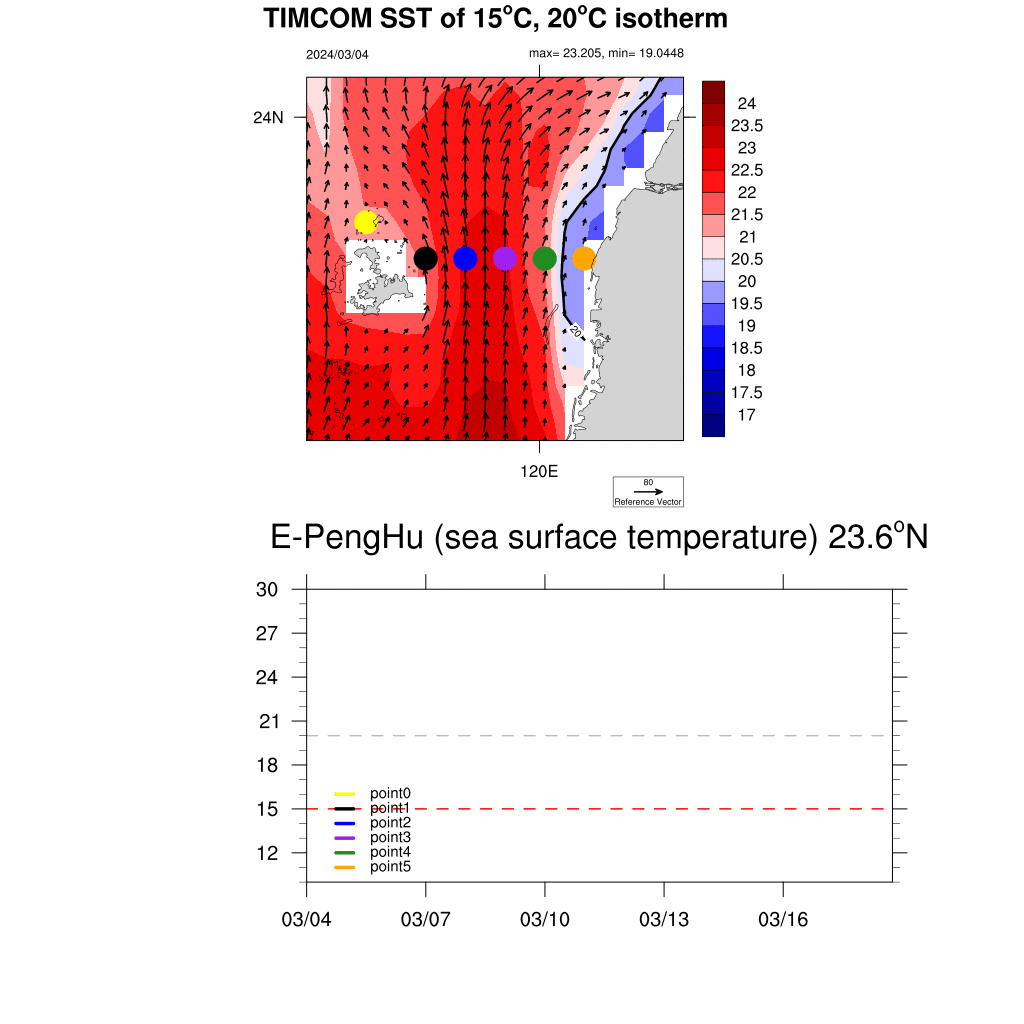 TIMCOM SST of 15°C, 20°C isotherm
2024/03/04
max= 23.205, min= 19.0448
24N
120E
20
24
23.5
23
22.5
22
21.5
21
20.5
20
19.5
19
18.5
18
17.5
17
80
Reference Vector
E-PengHu (sea surface temperature) 23.6°N
30
27
24
21
18
15
12
point0
point1
point2
point3
point4
point5
03/04
03/07
03/10
03/13
03/16